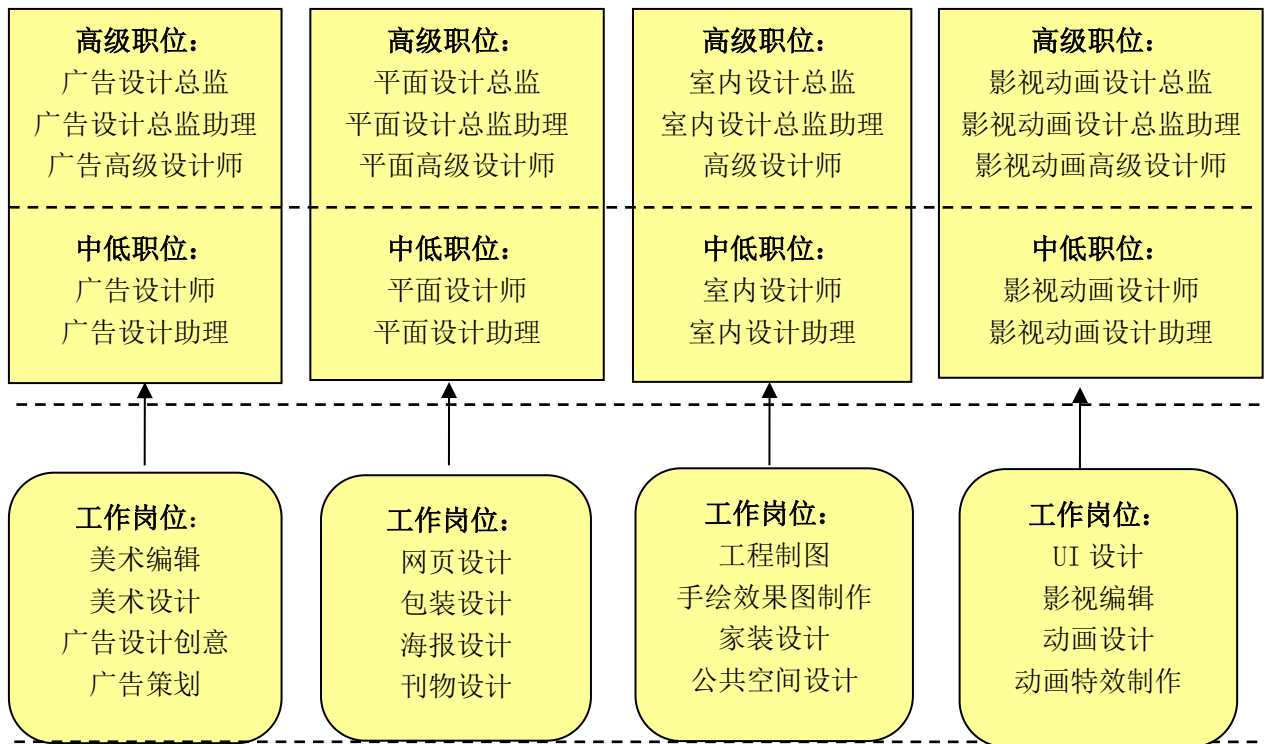 高级职位：
广告设计总监
广告设计总监助理
广告高级设计师
中低职位：
广告设计师
广告设计助理
高级职位：
平面设计总监
平面设计总监助理
平面高级设计师
中低职位：
平面设计师
平面设计助理
高级职位：
室内设计总监
室内设计总监助理
高级设计师
中低职位：
室内设计师
室内设计助理
高级职位：
影视动画设计总监
影视动画设计总监助理
影视动画高级设计师
中低职位：
影视动画设计师
影视动画设计助理
工作岗位：
美术编辑
美术设计
广告设计创意
广告策划
工作岗位：
网页设计
包装设计
海报设计
刊物设计
工作岗位：
工程制图
手绘效果图制作
家装设计
公共空间设计
工作岗位：
UI 设计
影视编辑
动画设计
动画特效制作